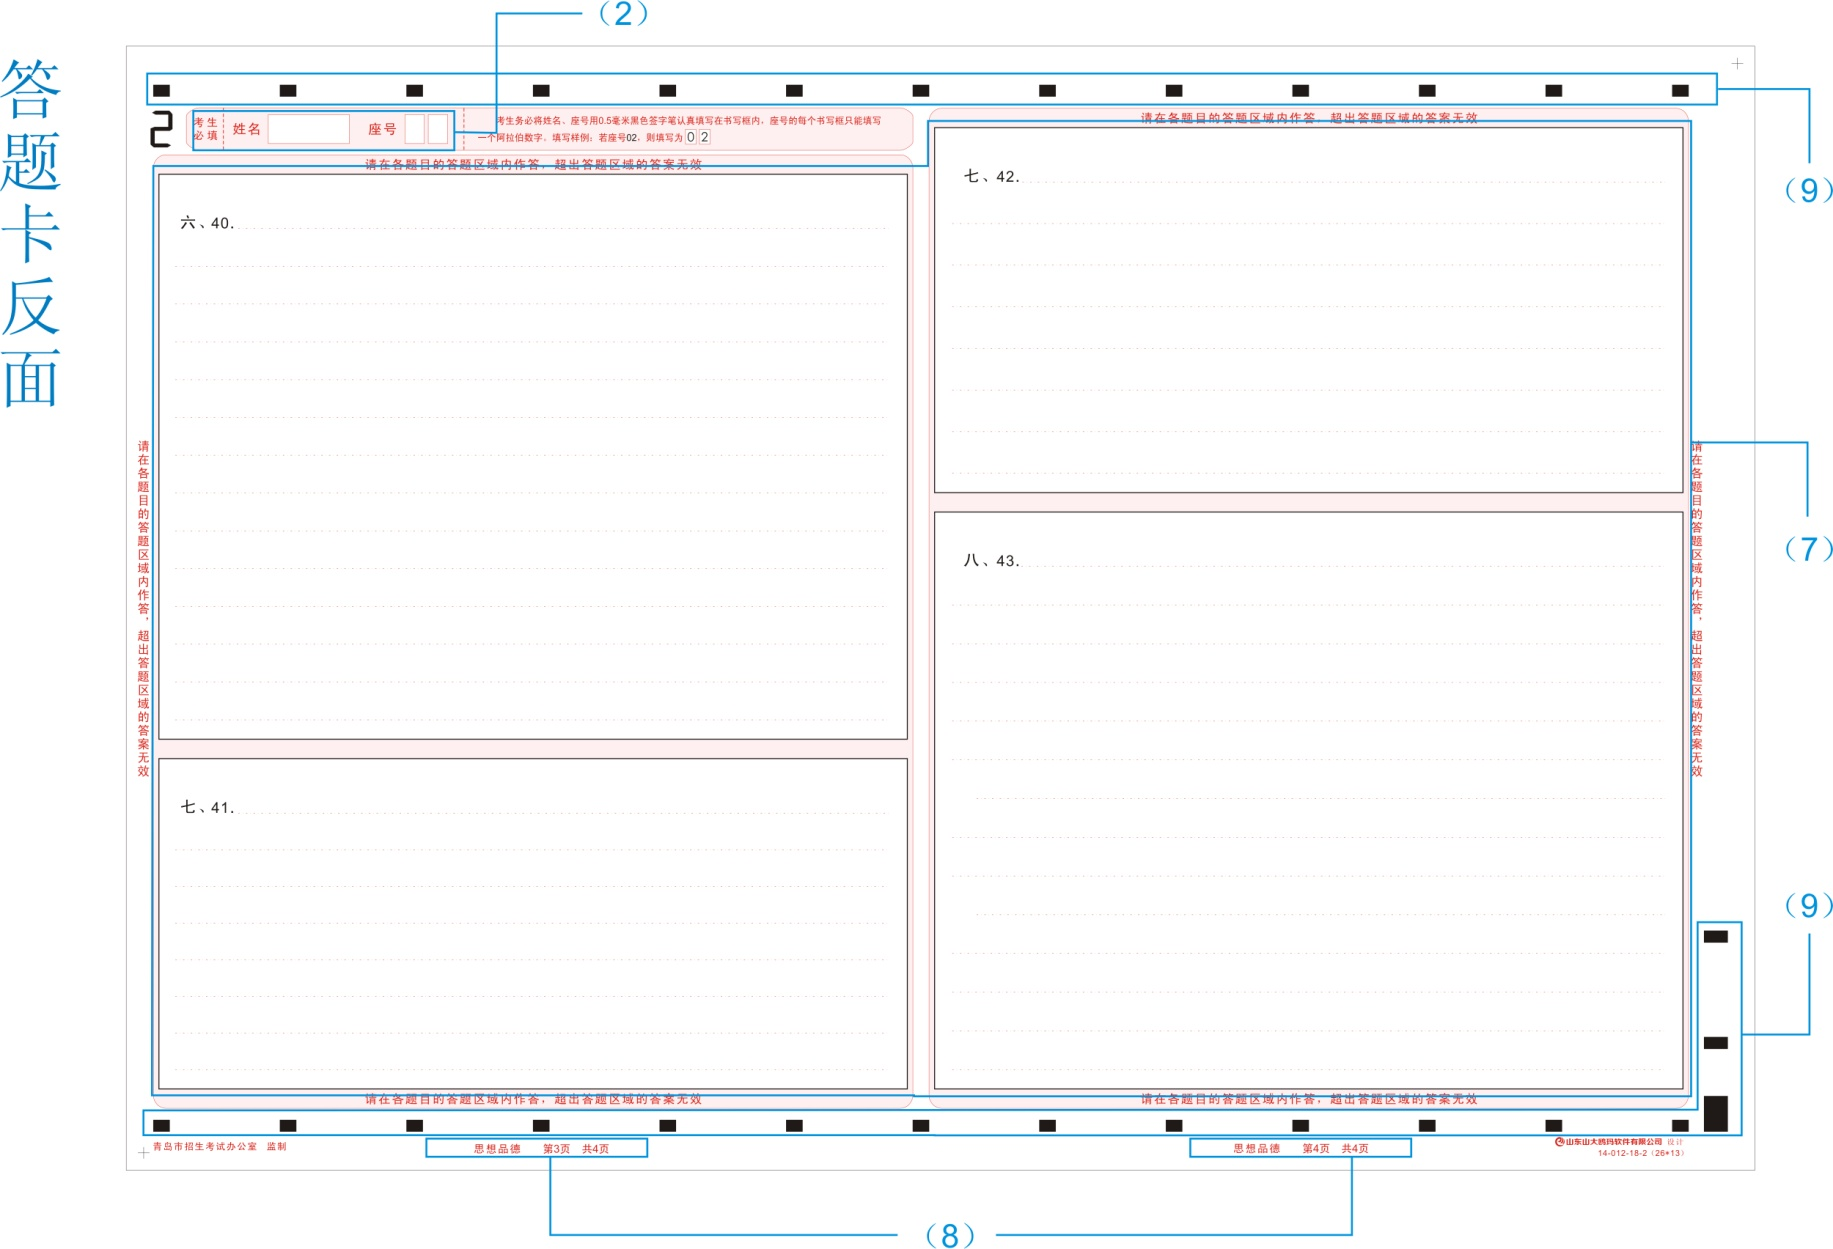 答题卡反面
（2）
2
考生
必填
姓名
座号
考生务必将姓名、座号用0.5毫米黑色签字笔认真填写在书写框内，座号的每个书写框只能填写
一个阿拉伯数字。填写样例：若座号02，则填写为 0 2
请在各题目的答题区域内作答，超出答题区域的答案无效
六、40.
七、41.
请在各题目的答题区域内作答，超出答题区域的答案无效
请在各题目的答题区域内作答，超出答题区域的答案无效
请在各题目的答题区域内作答，超出答题区域的答案无效
七、42.
八、43.
请在各题目的答题区域内作答，超出答题区域的答案无效
请在各题目的答题区域内作答，超出答题区域的答案无效
（9）
（7）
（9）
青岛市招生考试办公室 监制
思想品德 第3页 共4页
思想品德 第4页 共4页
山东山大鸥玛软件有限公司 设计
14-012-18-2（26*13）
（8）